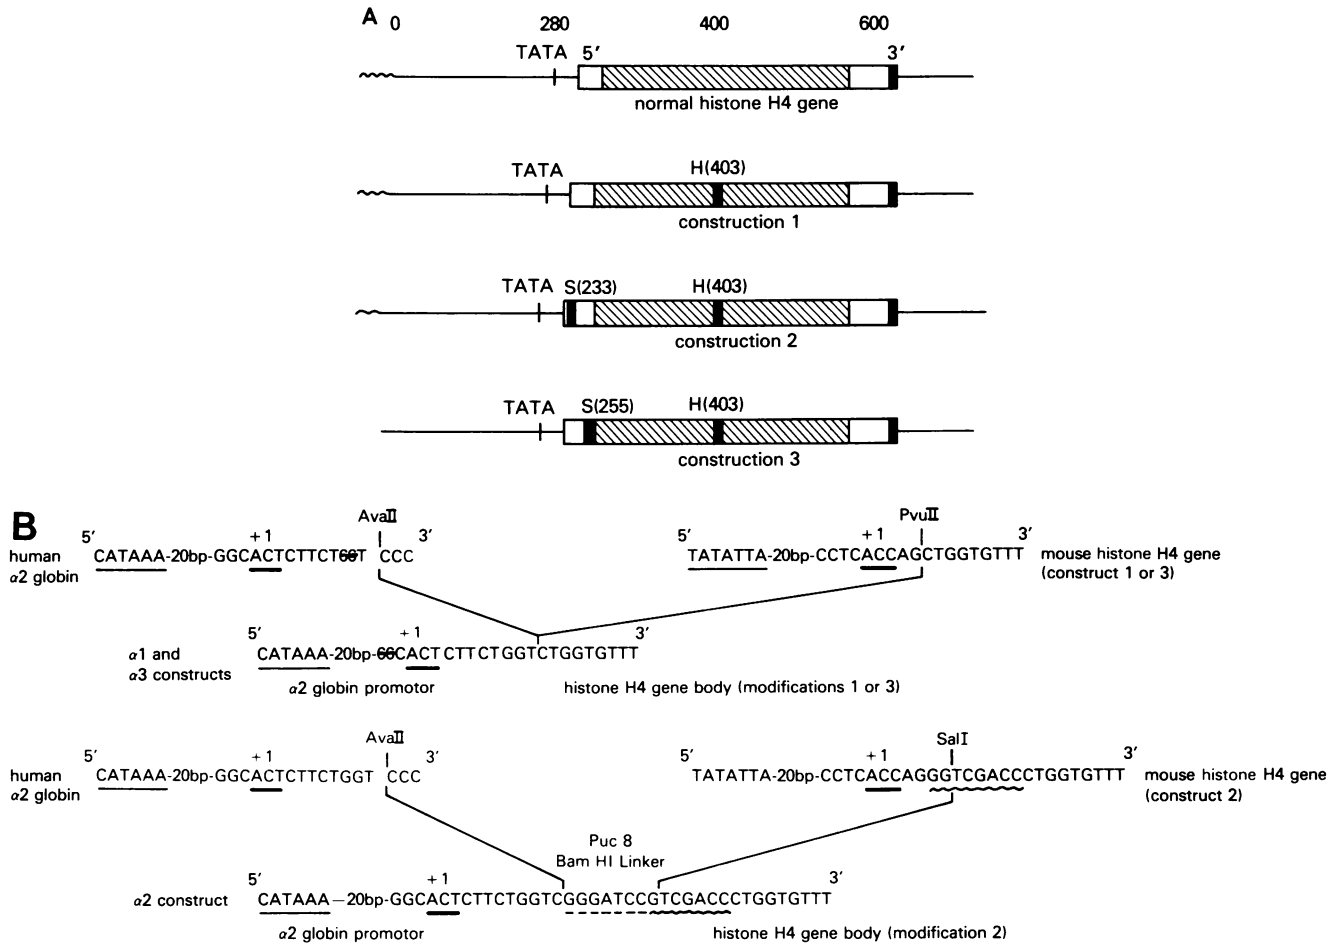 A 0 280 400 600
TATA 5′ 3′
normal histone H4 gene
TATA H(403)
construction 1
TATA S(233) H(403)
construction 2
TATA S(255) H(403)
construction 3
B
5′ +1 AvaII 3′
human α2 globin
CATAAA-20bp-GGCACTCTTCTGGT CCC
5′ +1 PvuII 3′
TATATTA-20bp-CCTCACCAGCTGGTGTTT
mouse histone H4 gene
(construct 1 or 3)
5′ +1 3′
α1 and
α3 constructs
CATAAA-20bp-GGCACTCTTCTGGTCTGGTGTTT
α2 globin promotor histone H4 gene body (modifications 1 or 3)
5′ +1 AvaII 3′
human
α2 globin
CATAAA-20bp-GGCACTCTTCTGGT CCC
5′ +1 SalI 3′
TATATTA-20bp-CCTCACCAGGGTCGACCCTGGTGTTT
mouse histone H4 gene
(construct 2)
Puc 8
Bam HI Linker
5′ +1 3′
α2 construct CATAAA—20bp-GGCACTCTTCTGGTCGGGATCCGTCGACCCTGGTGTTT
α2 globin promotor histone H4 gene body (modification 2)